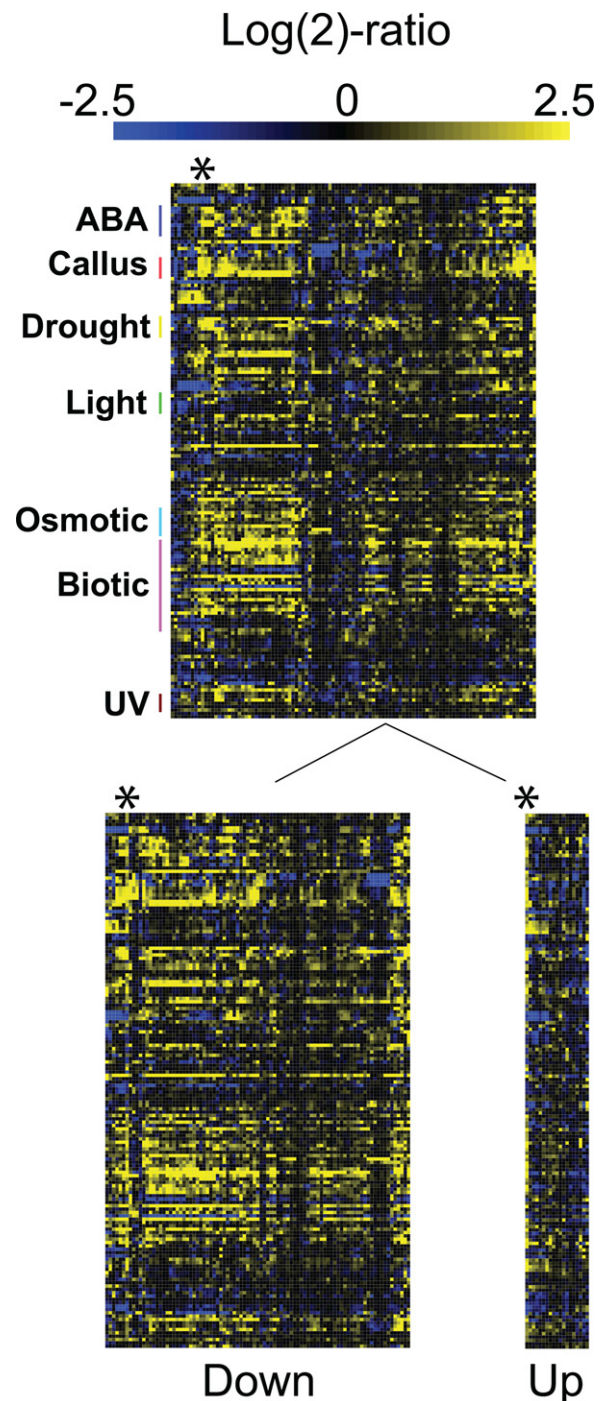 Log(2)-ratio
-2.5 0 2.5
*
ABA
Callus
Drought
Light
Osmotic
Biotic
UV
* *
Down Up